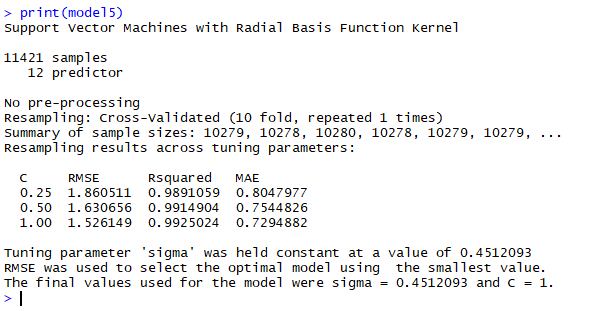 > print(model5)
Support Vector Machines with Radial Basis Function Kernel
11421 samples
12 predictor
No pre-processing
Resampling: Cross-Validated (10 fold, repeated 1 times)
Summary of sample sizes: 10279, 10278, 10280, 10278, 10279, 10279, ...
Resampling results across tuning parameters:
C RMSE Rsquared MAE
0.25 1.860511 0.9891059 0.8047977
0.50 1.630656 0.9914904 0.7544826
1.00 1.526149 0.9925024 0.7294882
Tuning parameter 'sigma' was held constant at a value of 0.4512093
RMSE was used to select the optimal model using the smallest value.
The final values used for the model were sigma = 0.4512093 and C = 1.
>